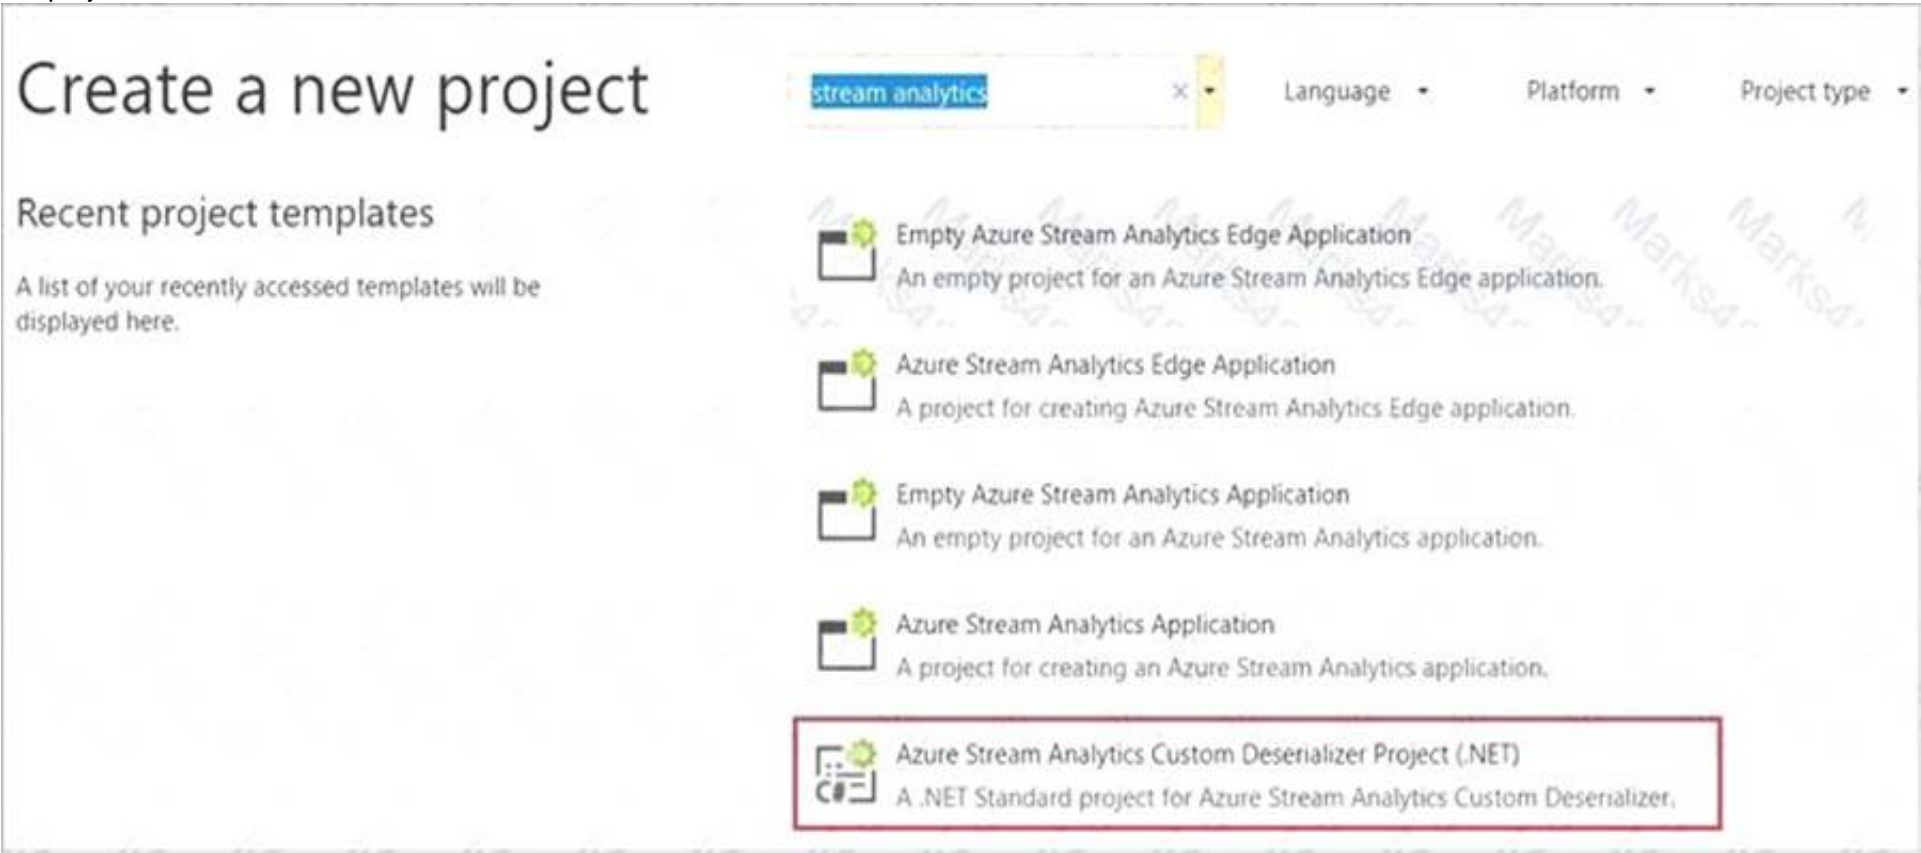 Create a new project
stream analytics
Language
Platform
Project type
Recent project templates
A list of your recently accessed templates will be
displayed here.
Empty Azure Stream Analytics Edge Application
An empty project for an Azure Stream Analytics Edge application.
Azure Stream Analytics Edge Application
A project for creating Azure Stream Analytics Edge application.
Empty Azure Stream Analytics Application
An empty project for an Azure Stream Analytics application.
Azure Stream Analytics Application
A project for creating an Azure Stream Analytics application.
C#
Azure Stream Analytics Custom Deserializer Project (.NET)
A .NET Standard project for Azure Stream Analytics Custom Deserializer.